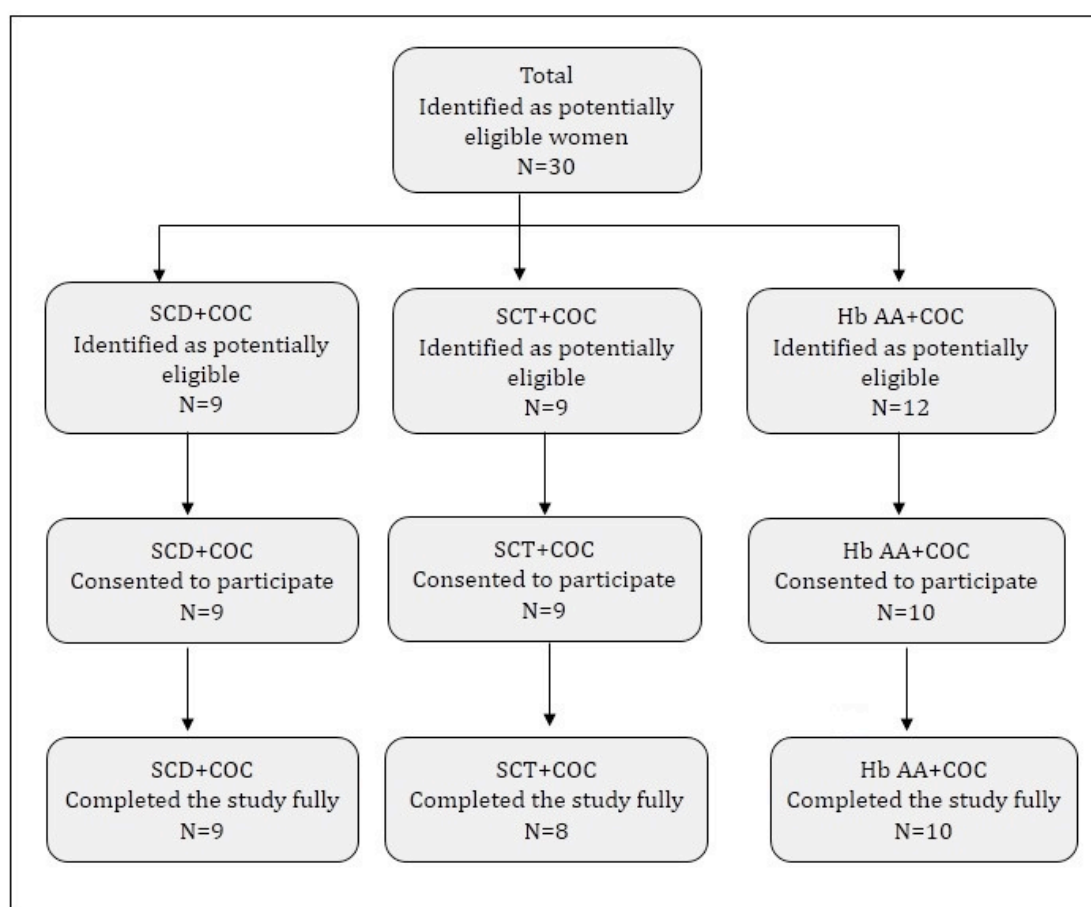 Total
Identified as potentially
eligible women
N=30
SCD+COC
Identified as potentially
eligible
N=9
SCT+COC
Identified as potentially
eligible
N=9
Hb AA+COC
Identified as potentially
eligible
N=12
SCD+COC
Consented to participate
N=9
SCT+COC
Consented to participate
N=9
Hb AA+COC
Consented to participate
N=10
SCD+COC
Completed the study fully
N=9
SCT+COC
Completed the study fully
N=8
Hb AA+COC
Completed the study fully
N=10